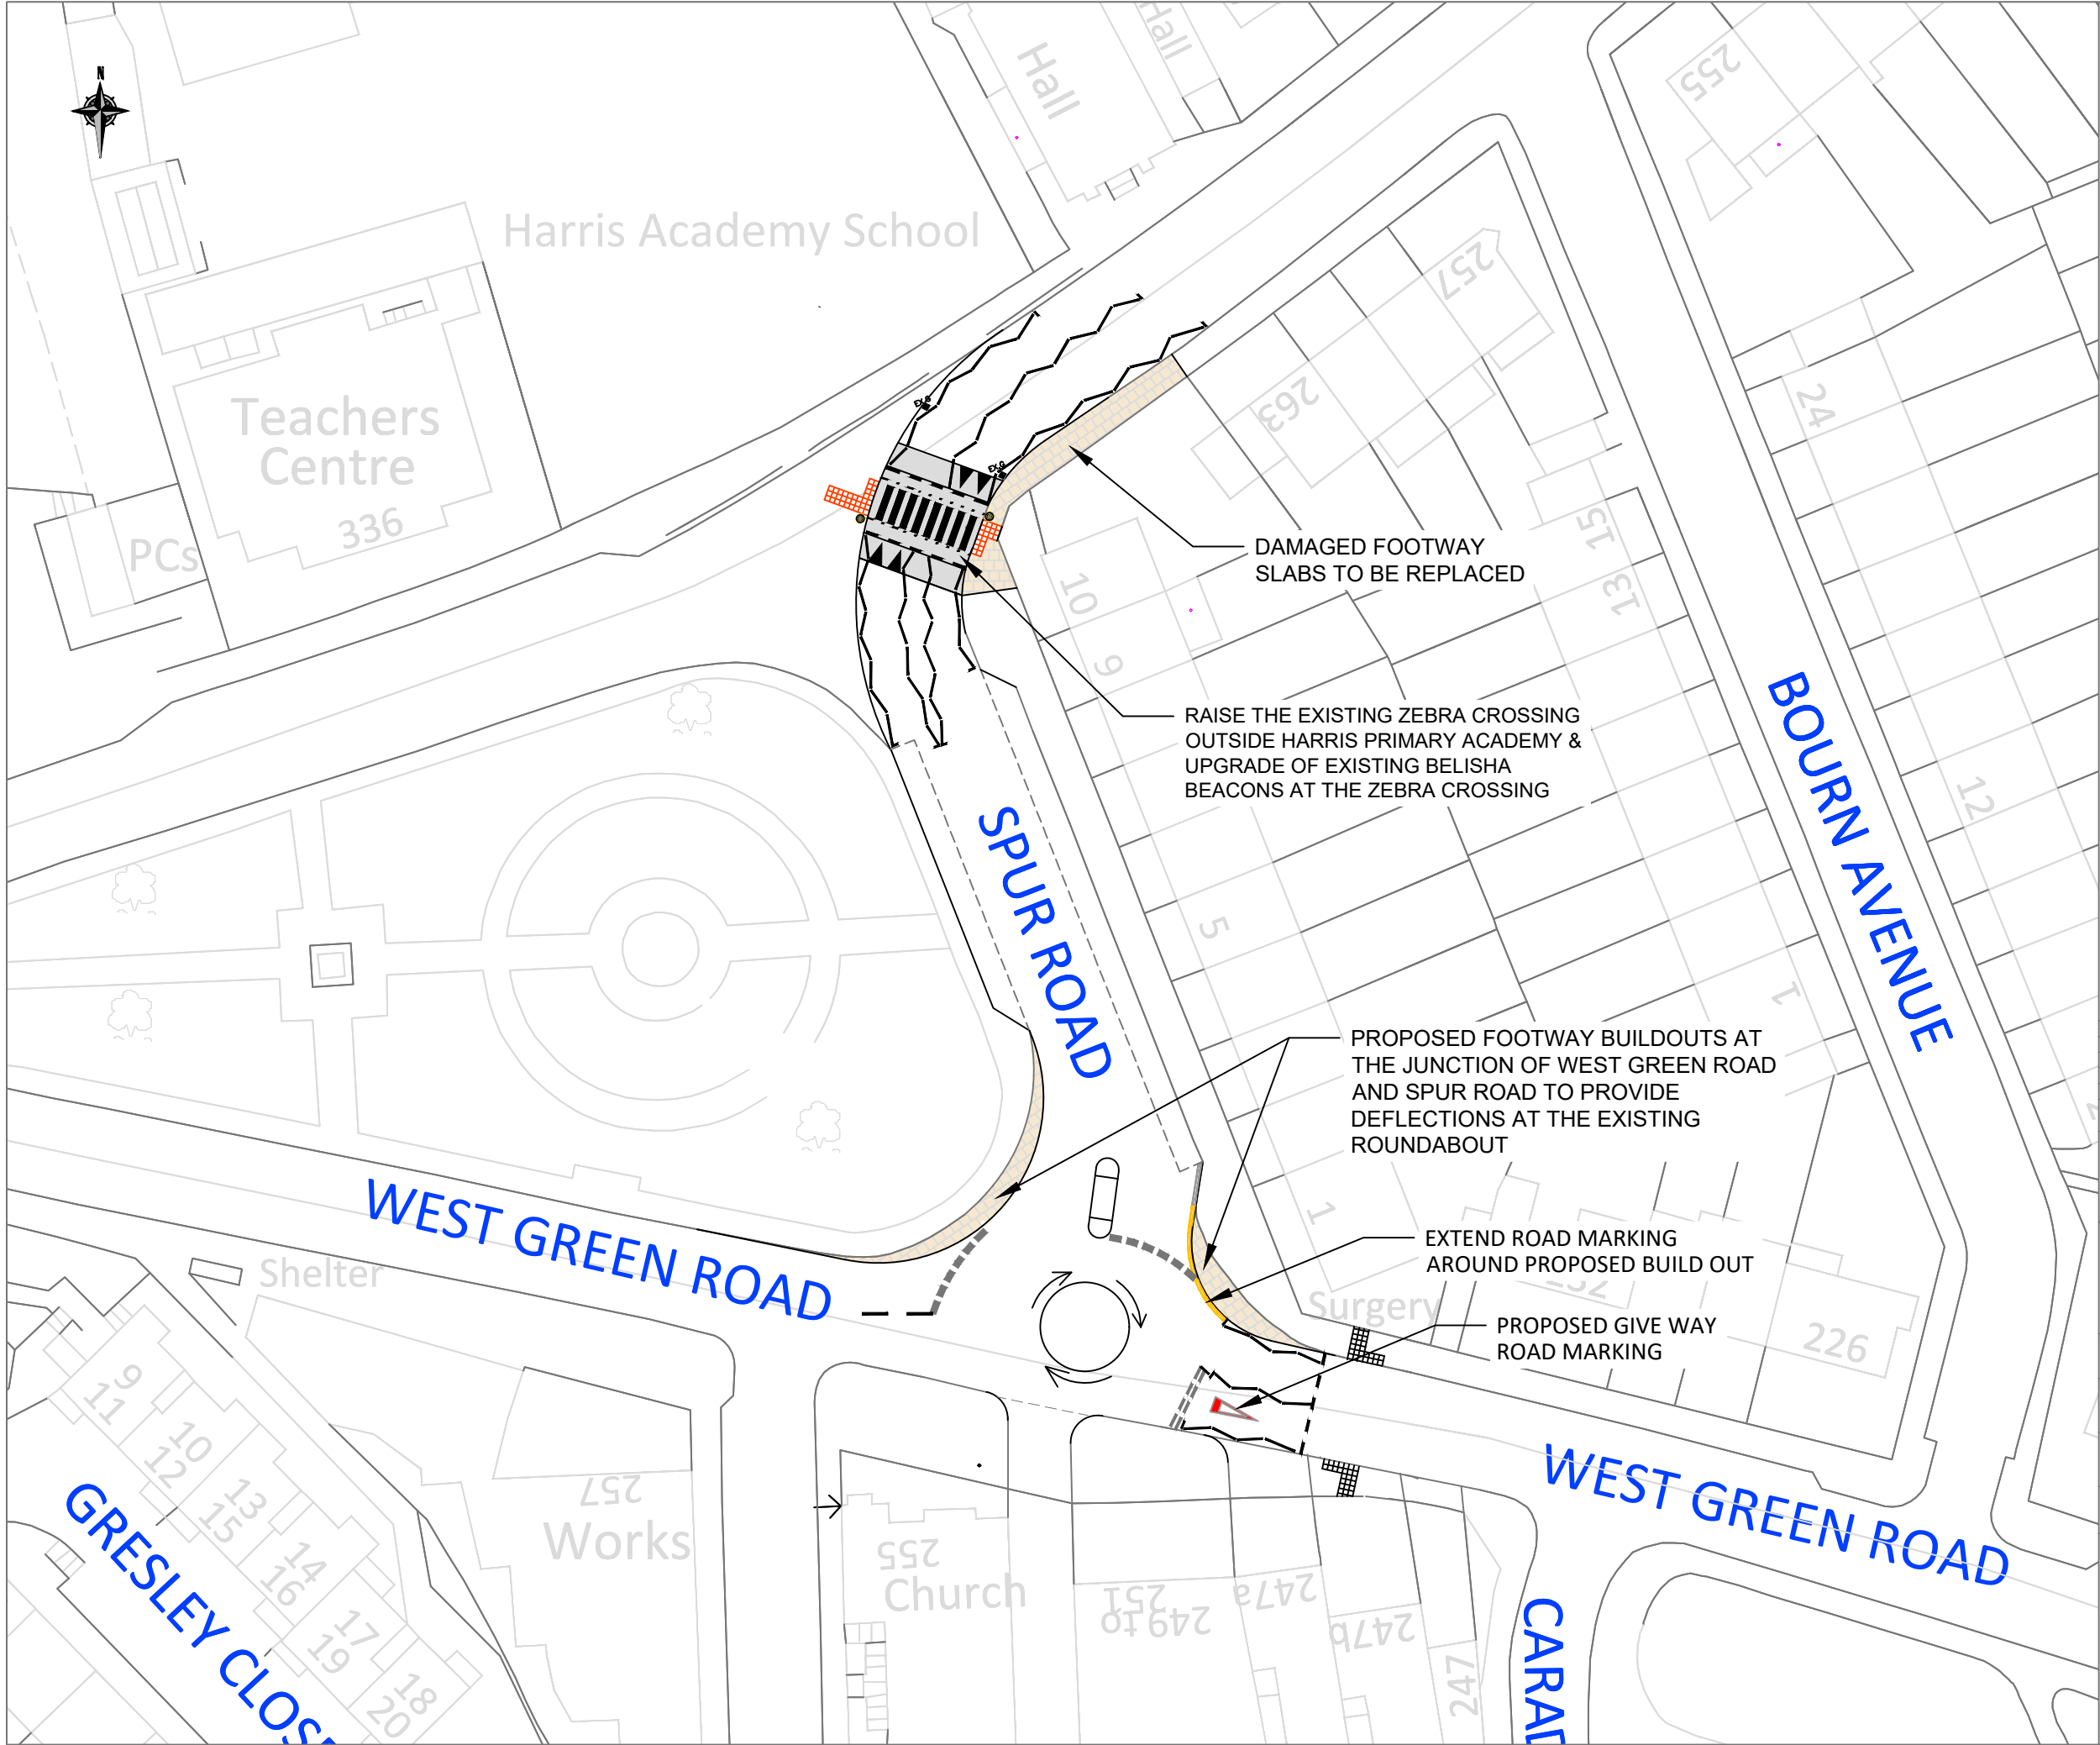 N
Hall
Hall
255
Harris Academy School
257
Teachers
Centre
336
PCs
263
24
EX.G
EX.G
15
13
10
9
DAMAGED FOOTWAY
SLABS TO BE REPLACED
RAISE THE EXISTING ZEBRA CROSSING
OUTSIDE HARRIS PRIMARY ACADEMY &
UPGRADE OF EXISTING BELISHA
BEACONS AT THE ZEBRA CROSSING
BOURN AVENUE
SPUR ROAD
12
5
1
PROPOSED FOOTWAY BUILDOUTS AT
THE JUNCTION OF WEST GREEN ROAD
AND SPUR ROAD TO PROVIDE
DEFLECTIONS AT THE EXISTING
ROUNDABOUT
1
WEST GREEN ROAD
EXTEND ROAD MARKING
AROUND PROPOSED BUILD OUT
Shelter
Surgery
PROPOSED GIVE WAY
ROAD MARKING
226
WEST GREEN ROAD
9
11
10
12
13
15
14
16
17
19
18
20
GRESLEY CLOSE
257
Works
255
Church
251
249 to
247a
247b
247
CARAD